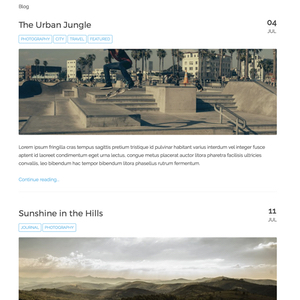 Blog
The Urban Jungle
04
JUL
PHOTOGRAPHY CITY TRAVEL FEATURED
Lorem ipsum fringilla cras tempus sagittis pretium tristique id pulvinar habitant varius interdum vel Integer fusce
aptent id laoreet condimentum eget urna lectus, congue metus placerat auctor litora pharetra facilisis ultricies
convallis, leo bibendum hac tempor bibendum litora phasellus rutrum fermentum.
Continue reading...
Sunshine in the Hills
11
JUL
JOURNAL PHOTOGRAPHY